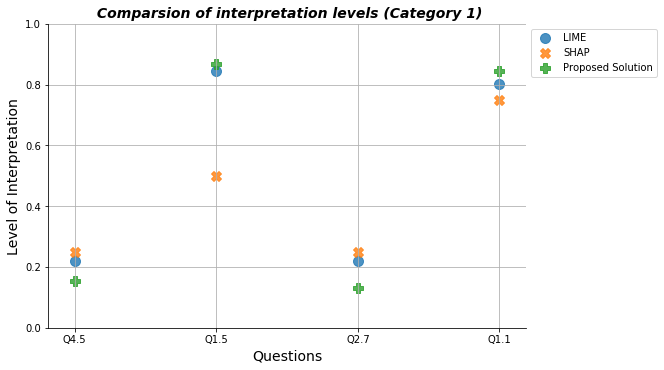 Comparsion of interpretation levels (Category 1)
LIME
SHAP
Proposed Solution
Level of Interpretation
1.0
0.8
0.6
0.4
0.2
0.0
Q4.5 Q1.5 Q2.7 Q1.1
Questions